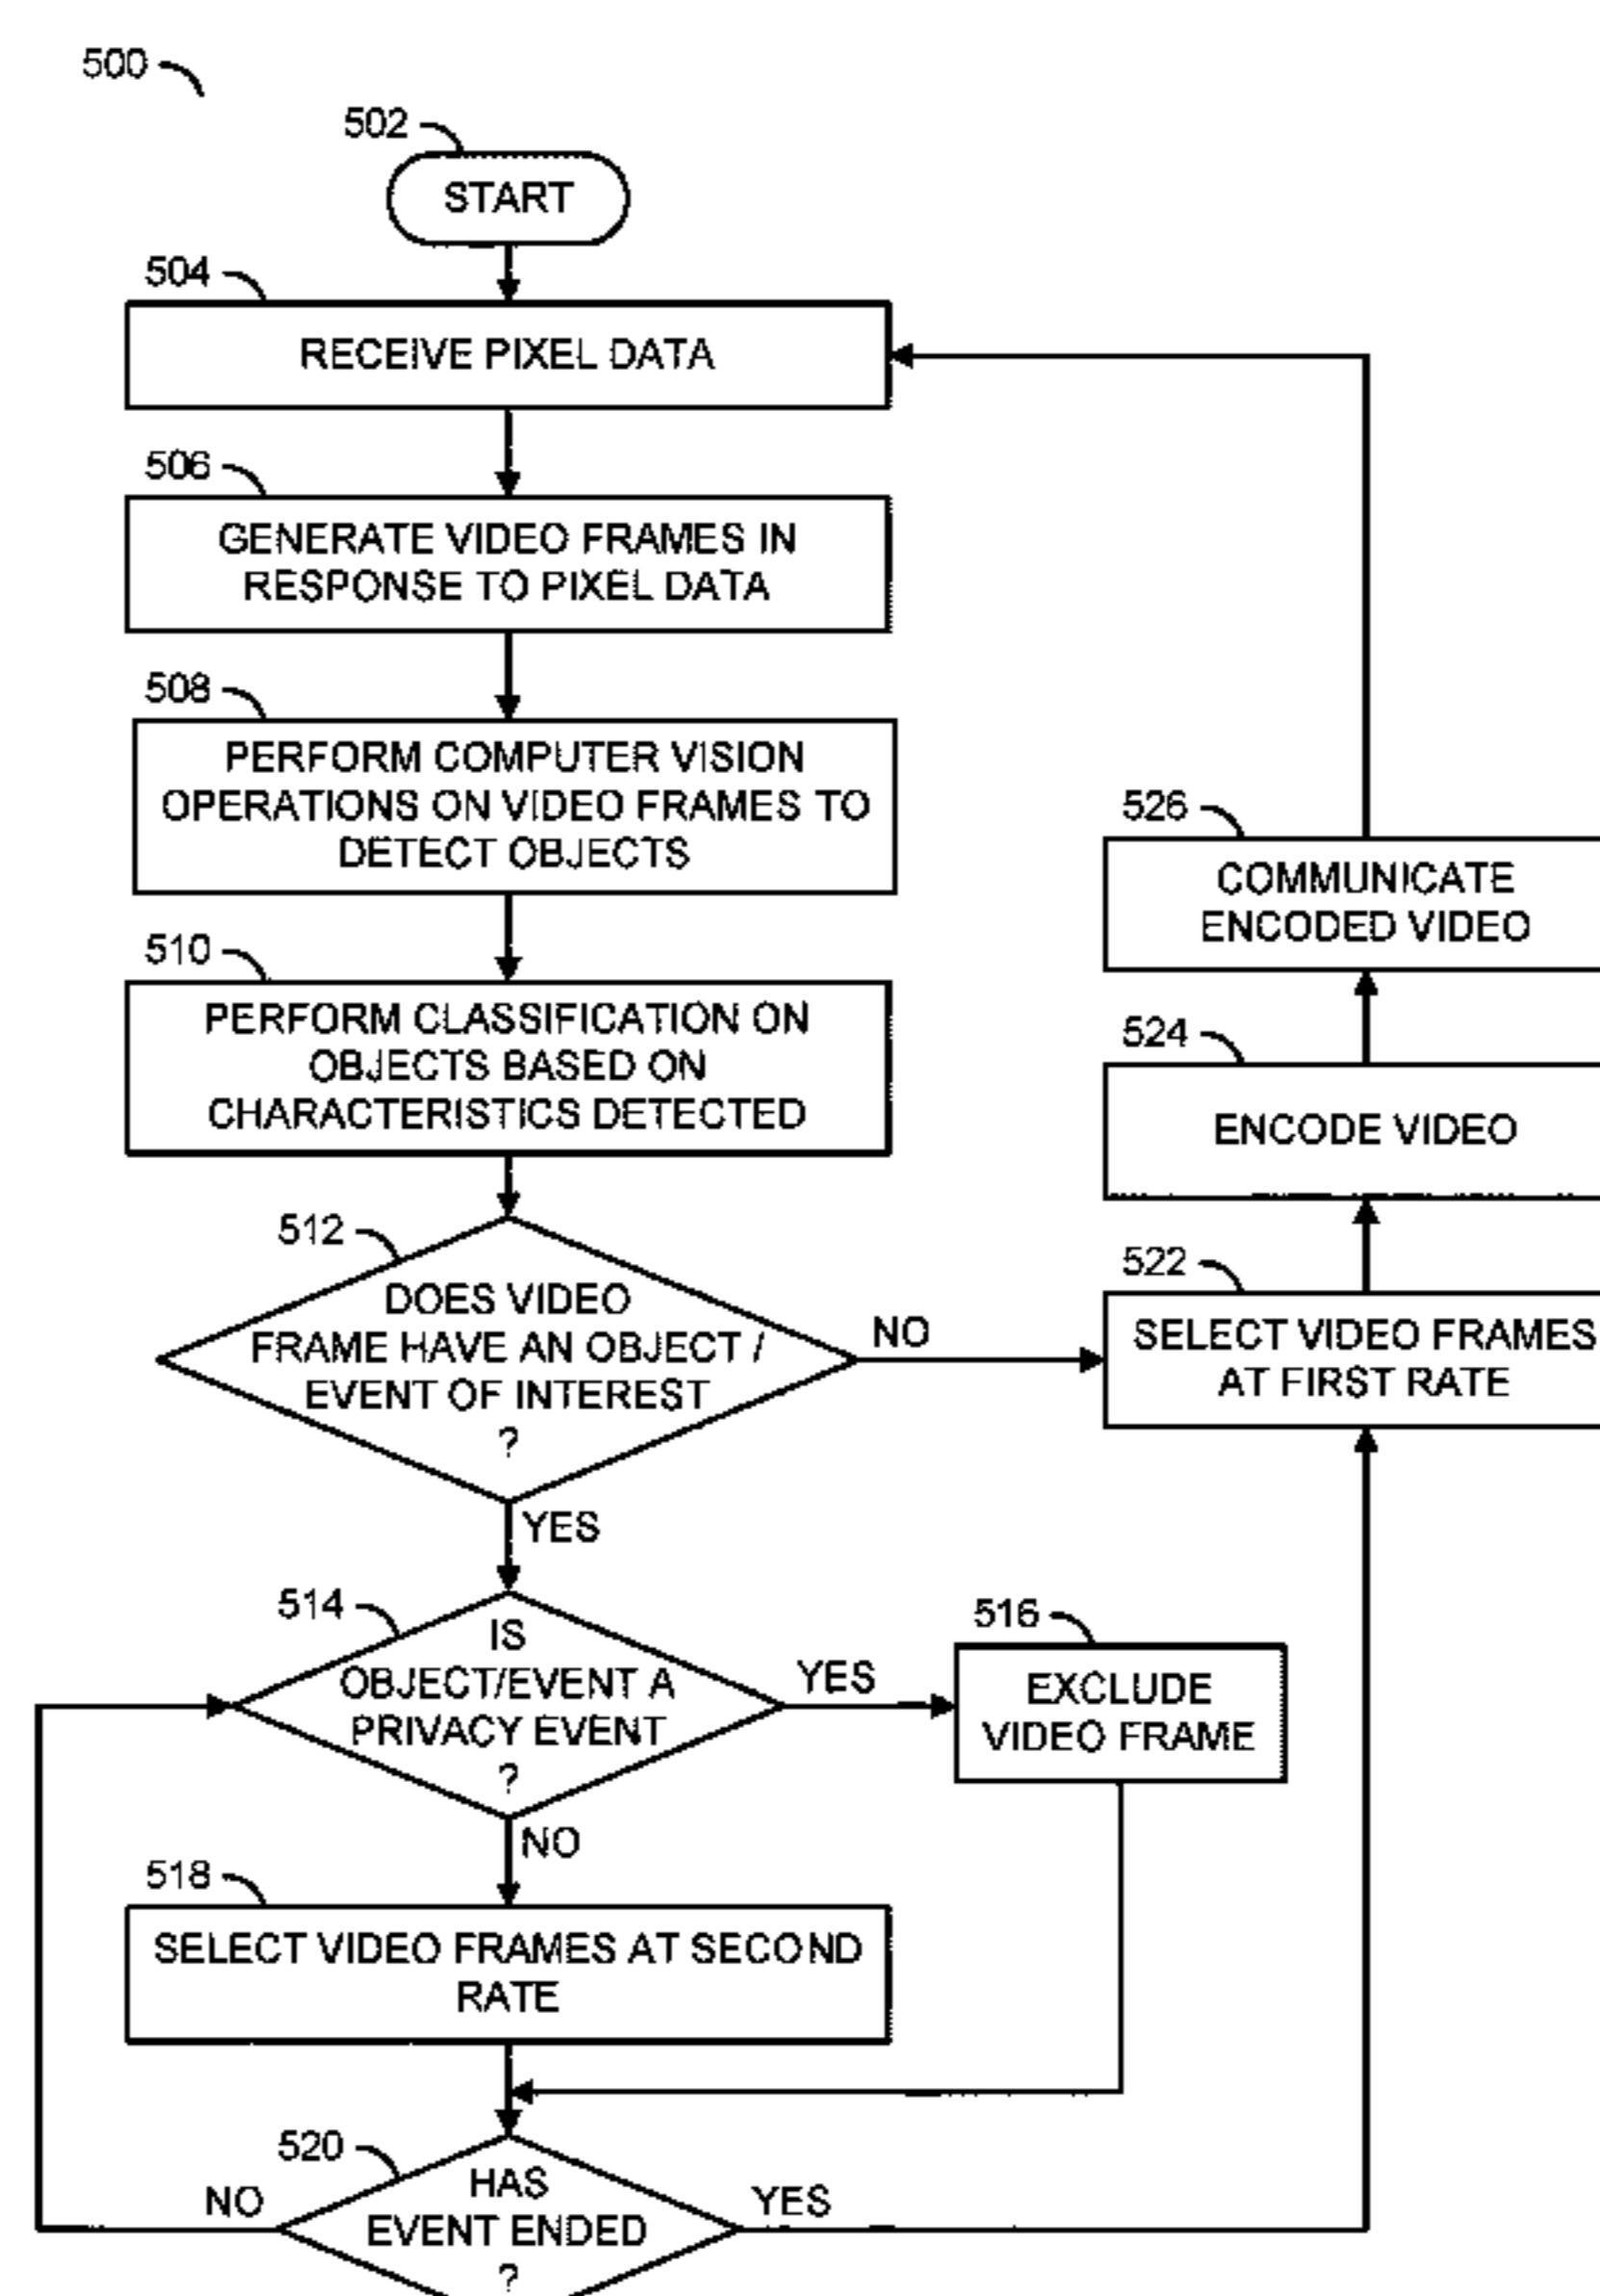 500
502
START
504
RECEIVE PIXEL DATA
506
GENERATE VIDEO FRAMES IN
RESPONSE TO PIXEL DATA
508
PERFORM COMPUTER VISION
OPERATIONS ON VIDEO FRAMES TO
DETECT OBJECTS
510
PERFORM CLASSIFICATION ON
OBJECTS BASED ON
CHARACTERISTICS DETECTED
512
DOES VIDEO
FRAME HAVE AN OBJECT /
EVENT OF INTEREST
?
NO
YES
514
IS
OBJECT/EVENT A
PRIVACY EVENT
?
YES
NO
516
EXCLUDE
VIDEO FRAME
518
SELECT VIDEO FRAMES AT SECOND
RATE
520
HAS
EVENT ENDED
?
NO
YES
522
SELECT VIDEO FRAMES
AT FIRST RATE
524
ENCODE VIDEO
526
COMMUNICATE
ENCODED VIDEO